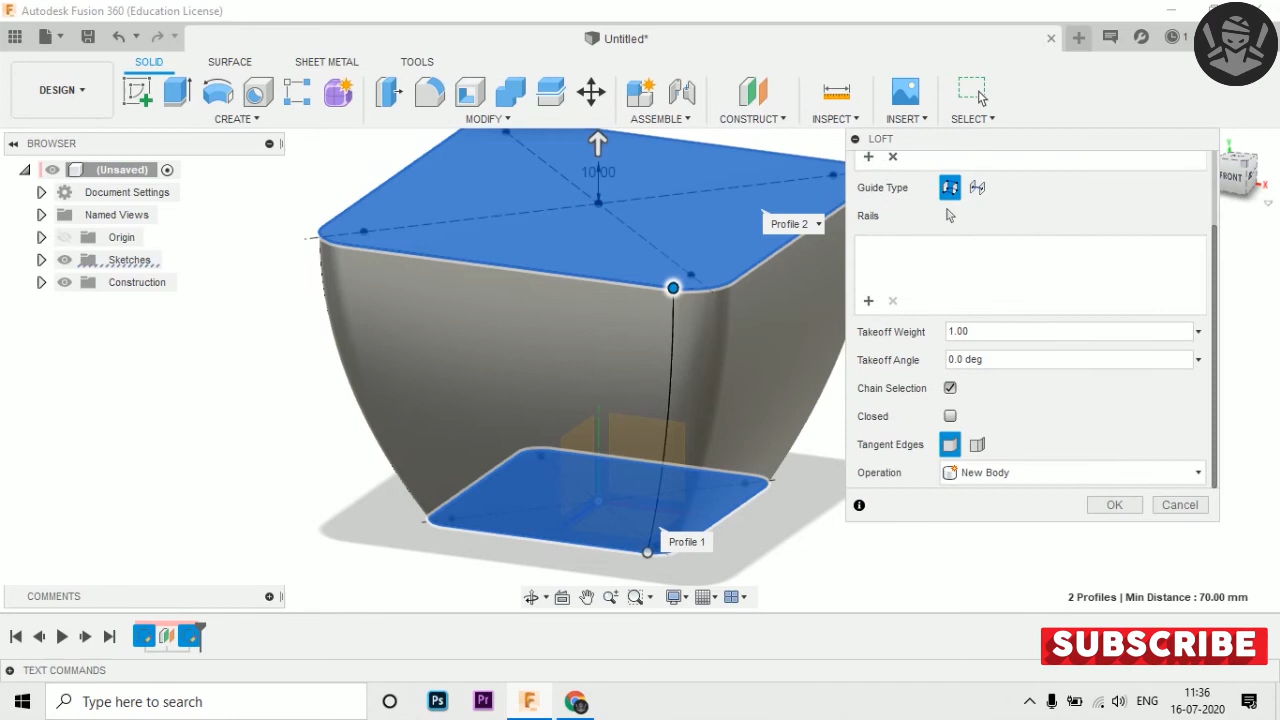 Autodesk Fusion 360 (Education License)
Untitled*
1
DESIGN
SOLID
SURFACE
SHEET METAL
TOOLS
CREATE
MODIFY
ASSEMBLE
CONSTRUCT
INSPECT
INSERT
SELECT
BROWSER
(Unsaved)
Document Settings
Named Views
Origin
Sketches
Construction
10.00
Profile 2
Profile 1
FRONT
X
LOFT
Guide Type
Rails
Takeoff Weight 1.00
Takeoff Angle 0.0 deg
Chain Selection
Closed
Tangent Edges
Operation New Body
OK Cancel
COMMENTS
2 Profiles | Min Distance : 70.00 mm
SUBSCRIBE
TEXT COMMANDS
Type here to search
Ps
Pr
F
ENG
11:36
16-07-2020